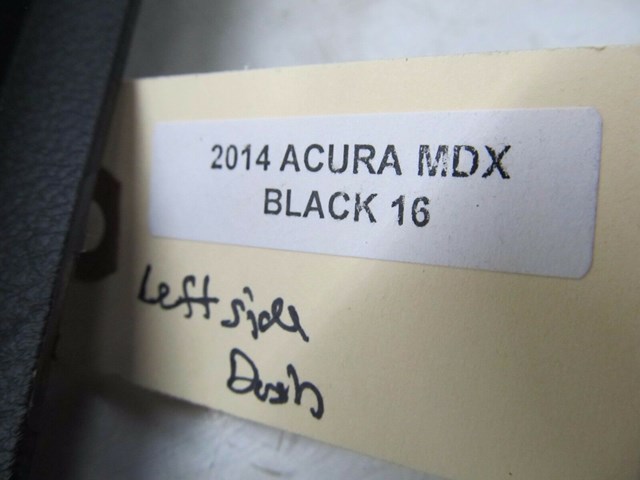 2014 ACURA MDX
BLACK 16
Left side
Dash